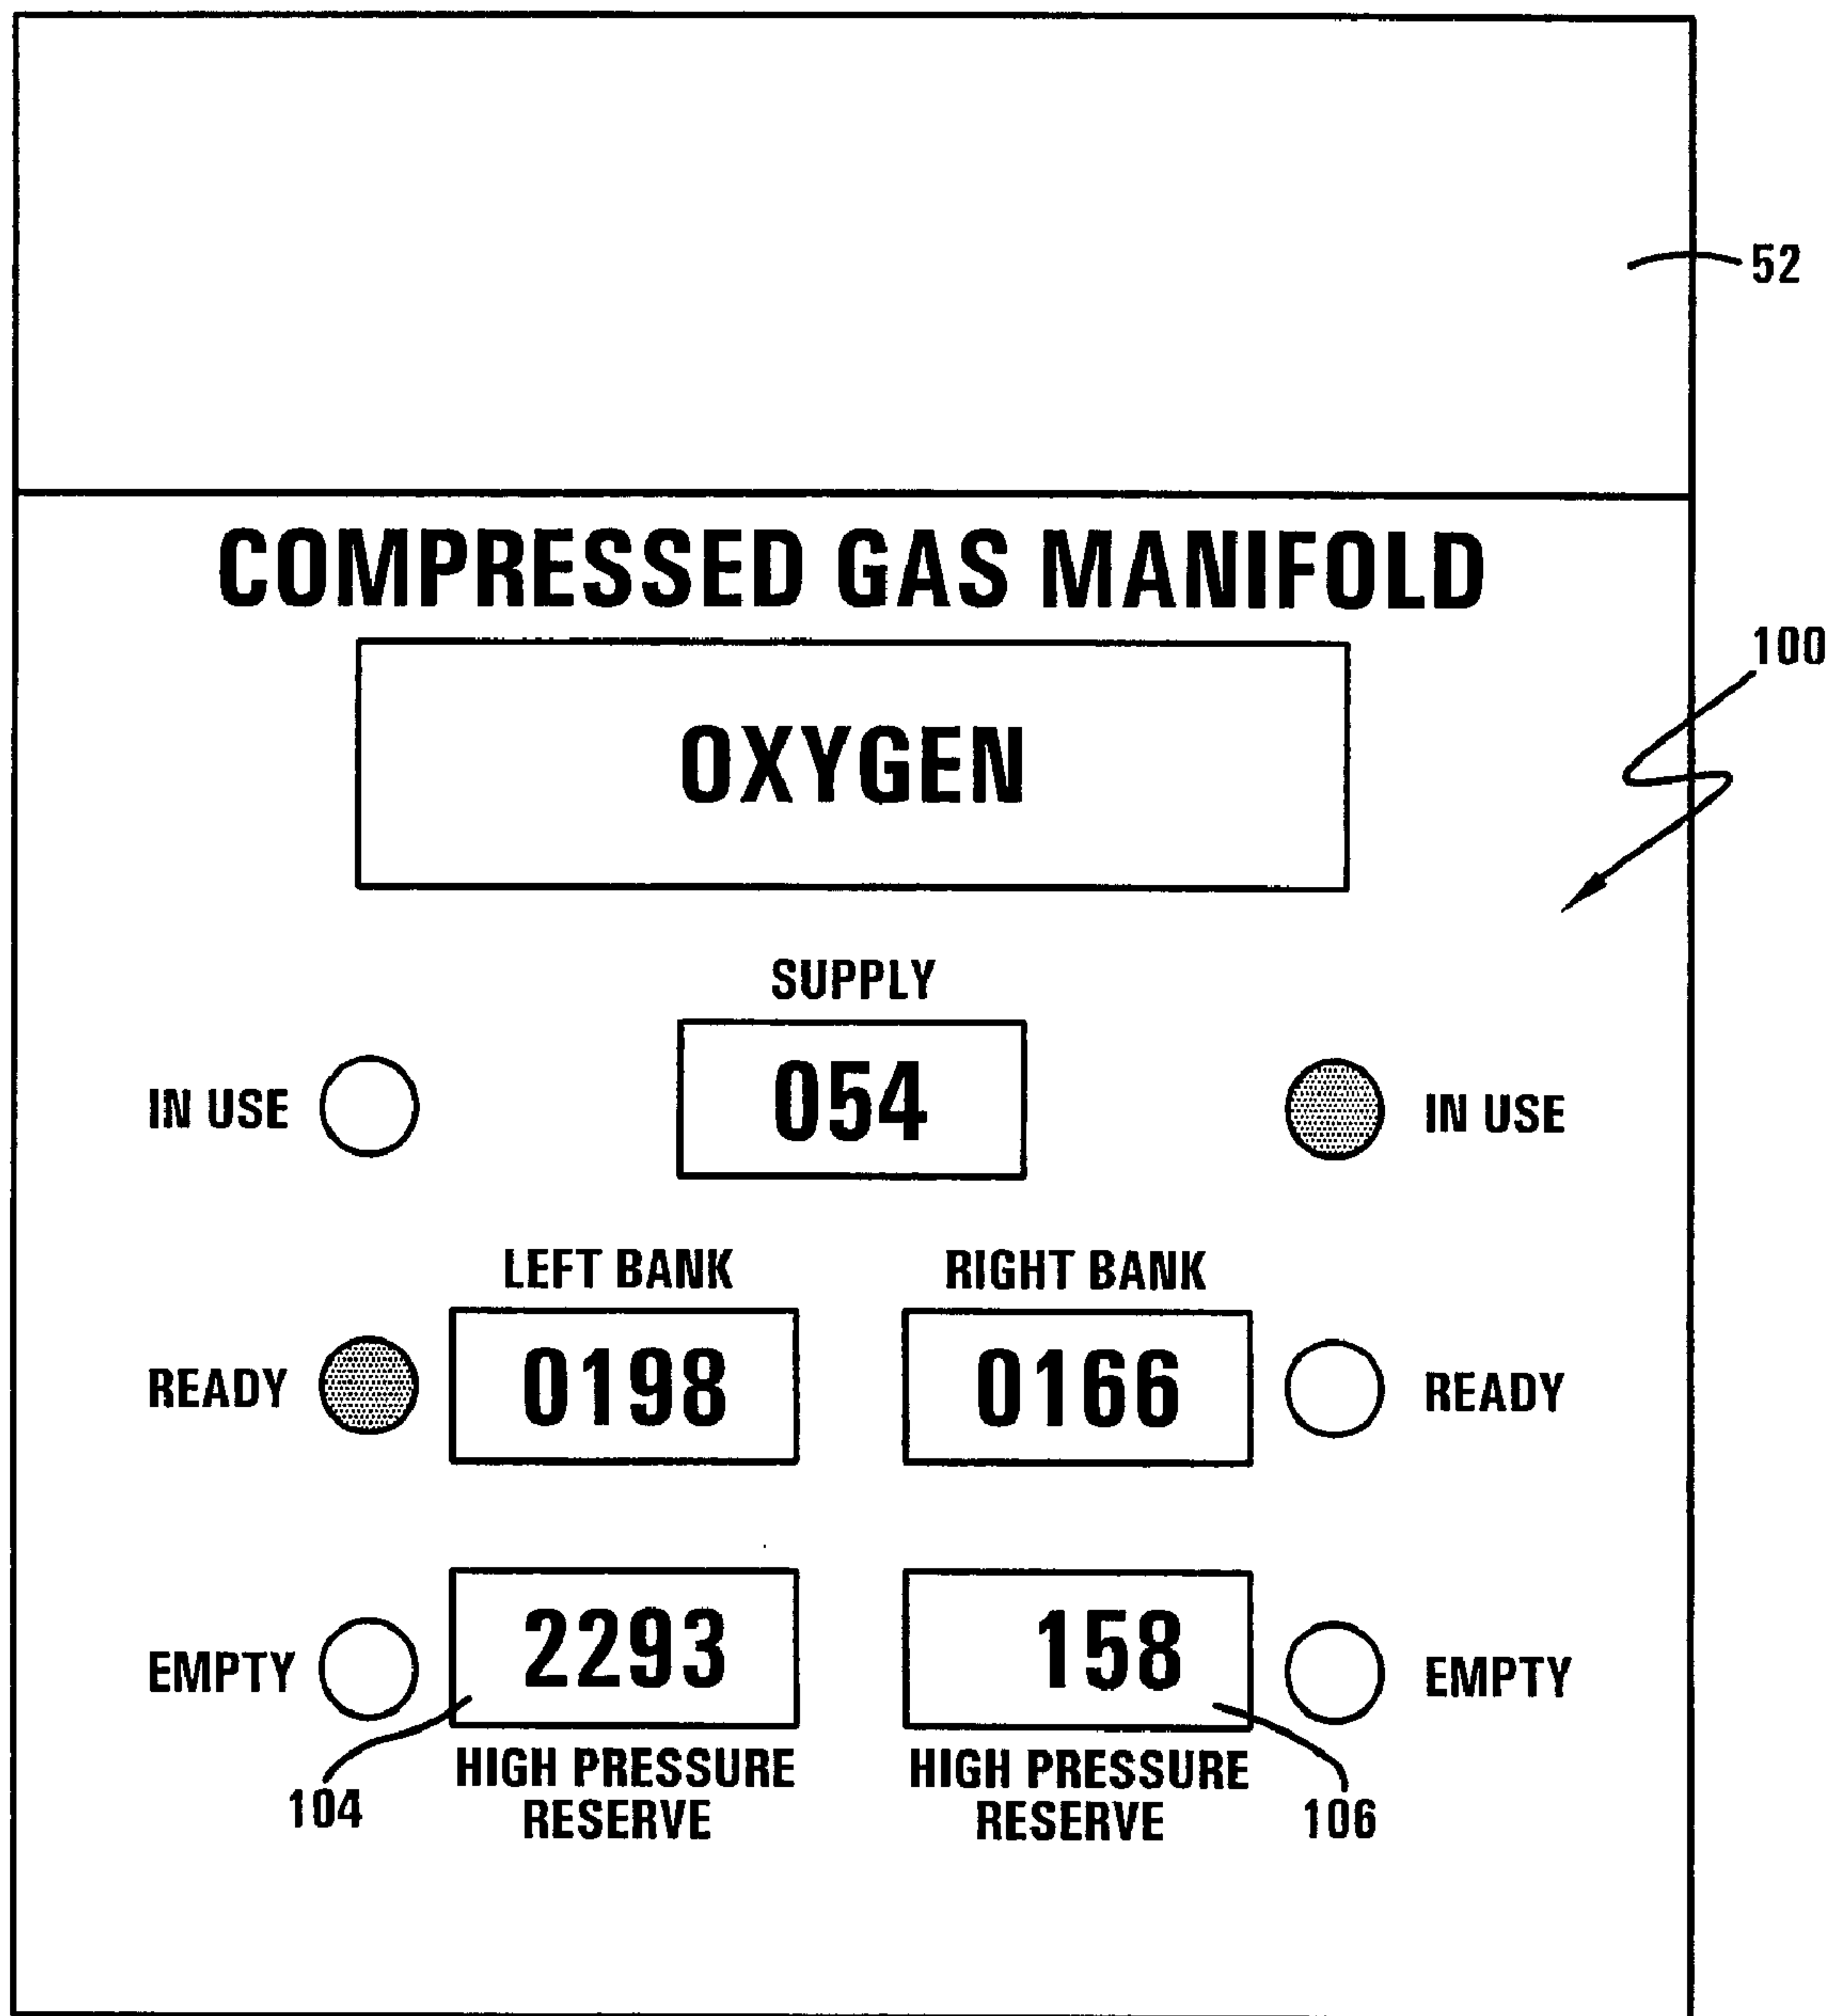 52
COMPRESSED GAS MANIFOLD
100
OXYGEN
SUPPLY
IN USE 054 IN USE
LEFT BANK RIGHT BANK
READY 0198 0166 READY
EMPTY 2293 158 EMPTY
104 HIGH PRESSURE HIGH PRESSURE 106
RESERVE RESERVE